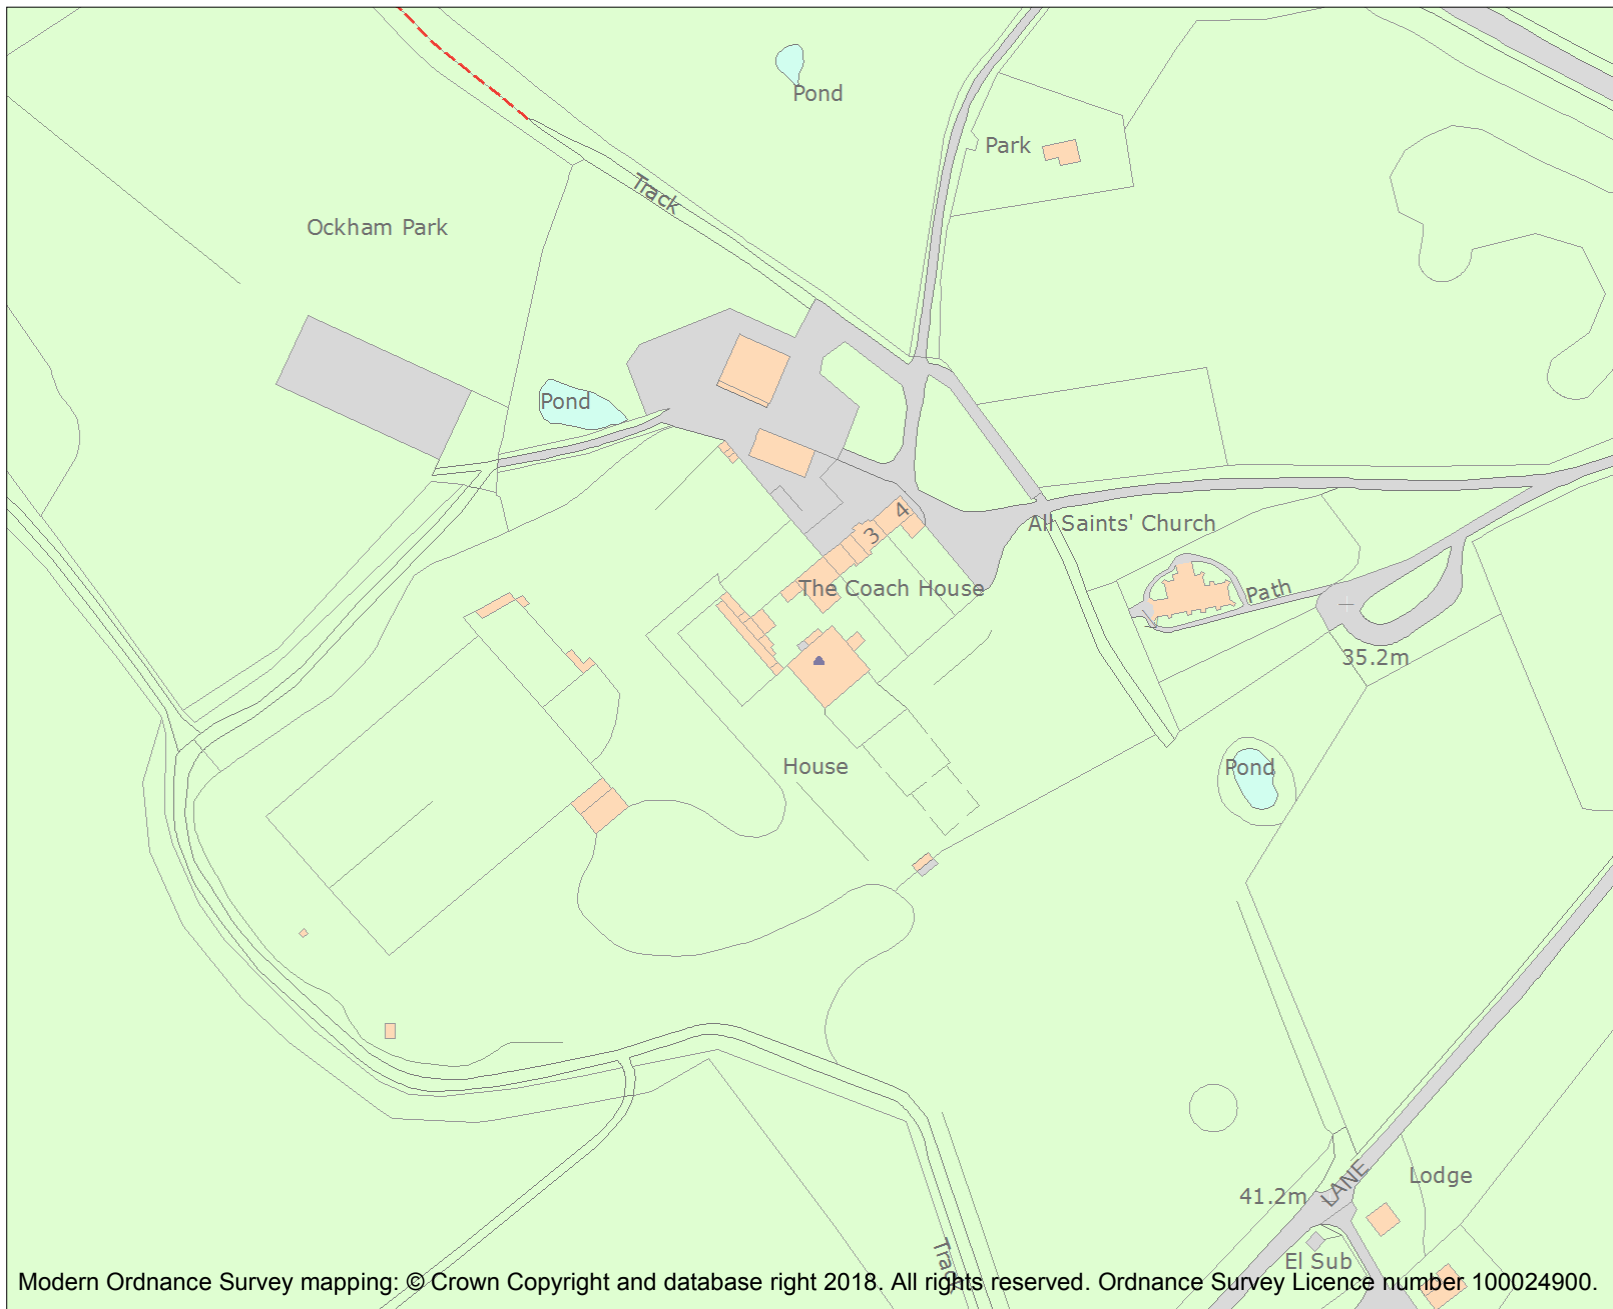 Pond
Park
Track
Ockham Park
Pond
4
3
All Saints' Church
The Coach House
Path
35.2m
House
Pond
LANE
Lodge
41.2m
Track
El Sub
Modern Ordnance Survey mapping: © Crown Copyright and database right 2018. All rights reserved. Ordnance Survey Licence number 100024900.